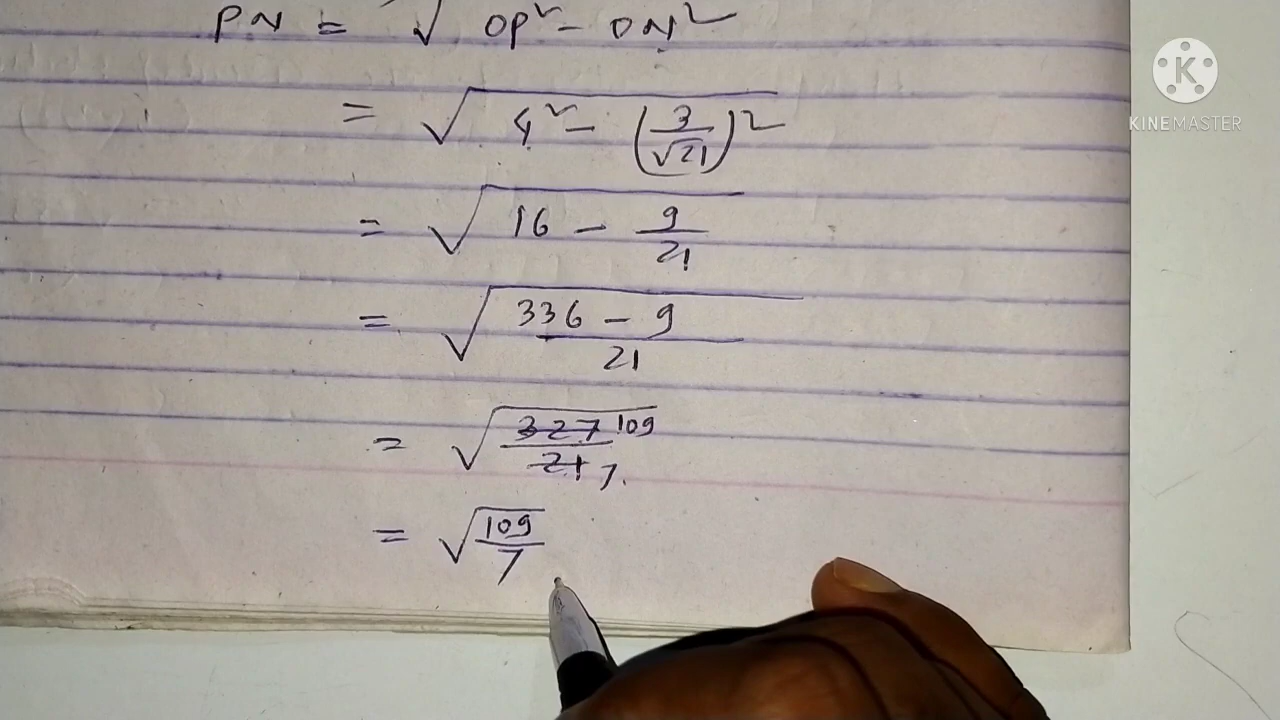 PN = √OP² - ON²
= √4² - (3/√21)²
= √16 - 9/21
= √336 - 9/21
= √327/21 109 7
= √109/7
K
KINEMASTER